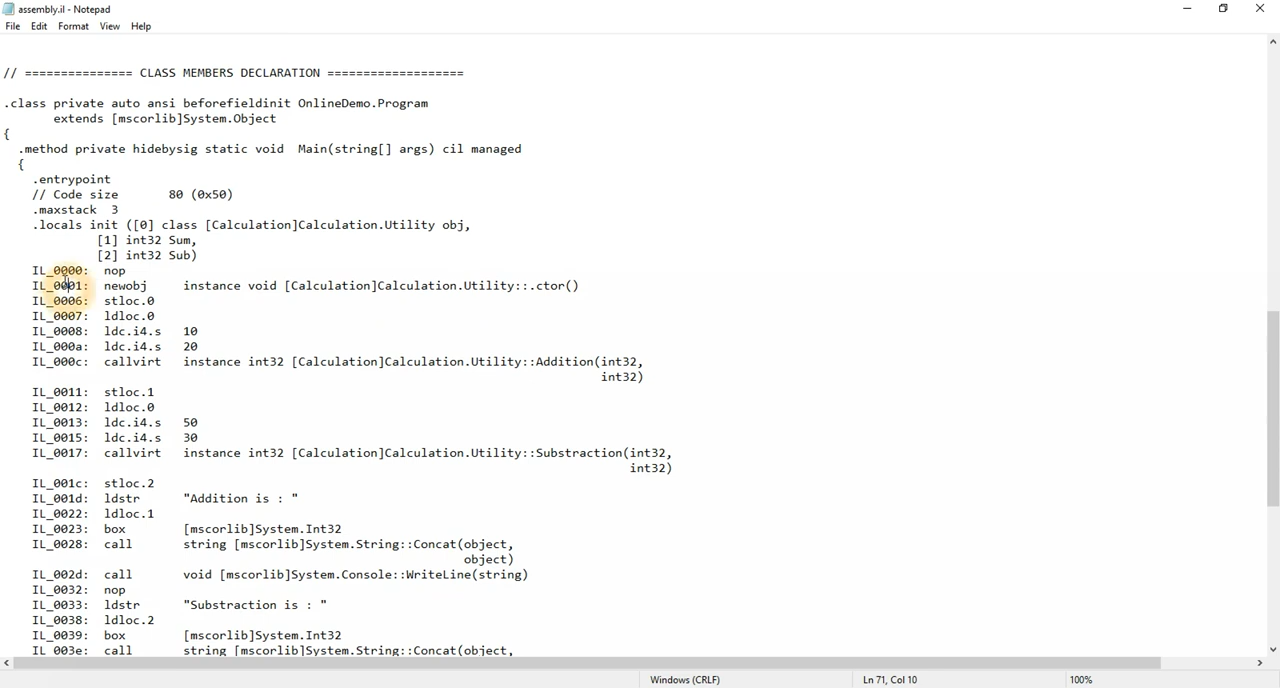 assembly.il - Notepad
File Edit Format View Help
// =============== CLASS MEMBERS DECLARATION ===================
.class private auto ansi beforefieldinit OnlineDemo.Program
extends [mscorlib]System.Object
{
.method private hidebysig static void Main(string[] args) cil managed
{
.entrypoint
// Code size 80 (0x50)
.maxstack 3
.locals init ([0] class [Calculation]Calculation.Utility obj,
[1] int32 Sum,
[2] int32 Sub)
IL_0000: nop
IL_0001: newobj instance void [Calculation]Calculation.Utility::.ctor()
IL_0006: stloc.0
IL_0007: ldloc.0
IL_0008: ldc.i4.s 10
IL_000a: ldc.i4.s 20
IL_000c: callvirt instance int32 [Calculation]Calculation.Utility::Addition(int32,
int32)
IL_0011: stloc.1
IL_0012: ldloc.0
IL_0013: ldc.i4.s 50
IL_0015: ldc.i4.s 30
IL_0017: callvirt instance int32 [Calculation]Calculation.Utility::Substraction(int32,
int32)
IL_001c: stloc.2
IL_001d: ldstr "Addition is : "
IL_0022: ldloc.1
IL_0023: box [mscorlib]System.Int32
IL_0028: call string [mscorlib]System.String::Concat(object,
object)
IL_002d: call void [mscorlib]System.Console::WriteLine(string)
IL_0032: nop
IL_0033: ldstr "Substraction is : "
IL_0038: ldloc.2
IL_0039: box [mscorlib]System.Int32
IL_003e: call string [mscorlib]System.String::Concat(object,
Windows (CRLF) Ln 71, Col 10 100%